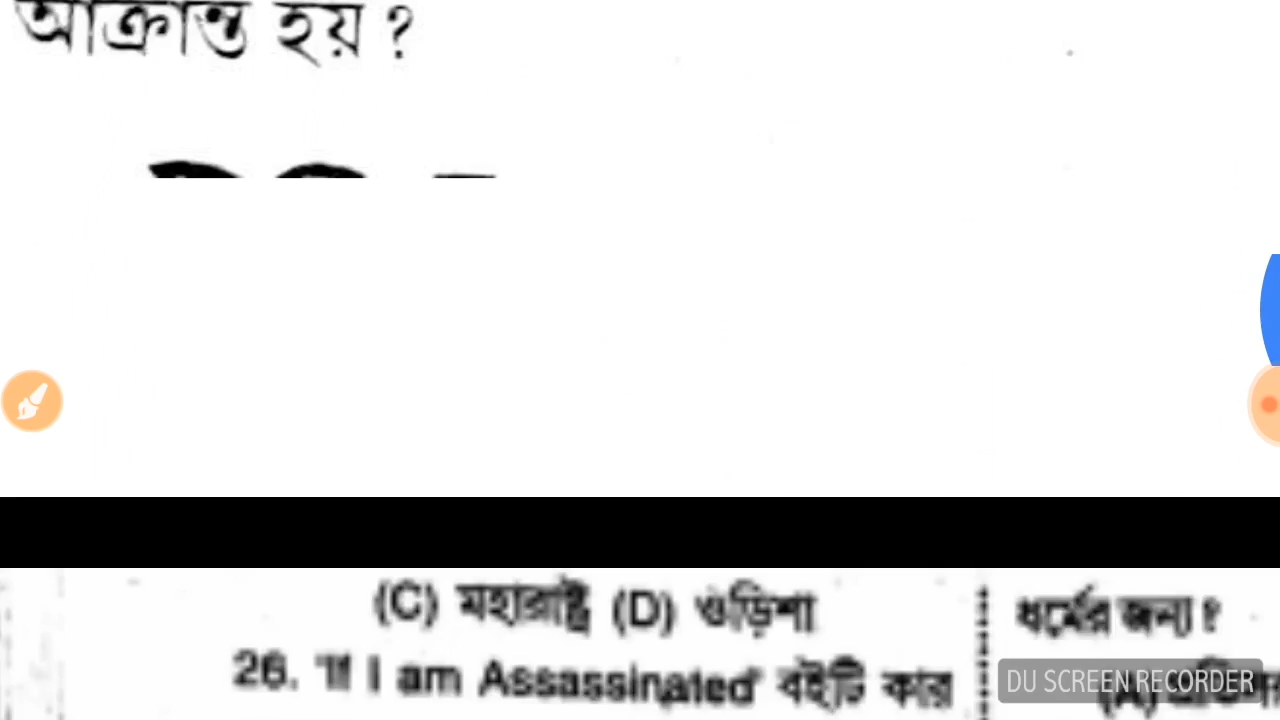 আক্রান্ত হয় ?
(C) মহারাষ্ট্র (D) ওড়িশা
26. 'If I am Assassinated' বইটি কার
ধর্মের জন্য ?
DU SCREEN RECORDER